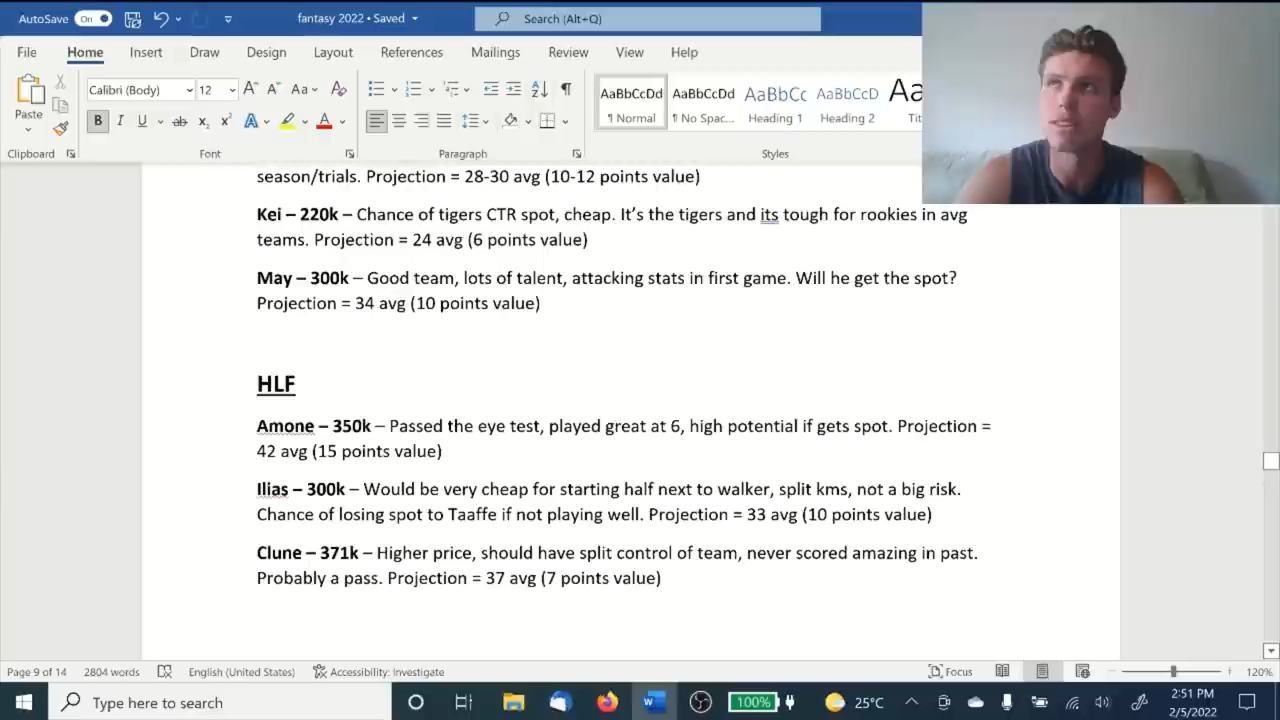 AutoSave On fantasy 2022 • Saved Search (Alt+Q)
File Home Insert Draw Design Layout References Mailings Review View Help
Paste Calibri (Body) 12 Aa AaBbCcDd AaBbCcDd AaBbCc AaBbCcD Aa
B I U ab x₂ x² A A ¶ Normal ¶ No Spac... Heading 1 Heading 2 Tit
Clipboard Font Paragraph Styles
season/trials. Projection = 28-30 avg (10-12 points value)
Kei – 220k – Chance of tigers CTR spot, cheap. It’s the tigers and its tough for rookies in avg
teams. Projection = 24 avg (6 points value)
May – 300k – Good team, lots of talent, attacking stats in first game. Will he get the spot?
Projection = 34 avg (10 points value)
HLF
Amone – 350k – Passed the eye test, played great at 6, high potential if gets spot. Projection =
42 avg (15 points value)
Ilias – 300k – Would be very cheap for starting half next to walker, split kms, not a big risk.
Chance of losing spot to Taaffe if not playing well. Projection = 33 avg (10 points value)
Clune – 371k – Higher price, should have split control of team, never scored amazing in past.
Probably a pass. Projection = 37 avg (7 points value)
Page 9 of 14 2804 words English (United States) Accessibility: Investigate Focus 120%
Type here to search 100% 25°C 2:51 PM
2/5/2022